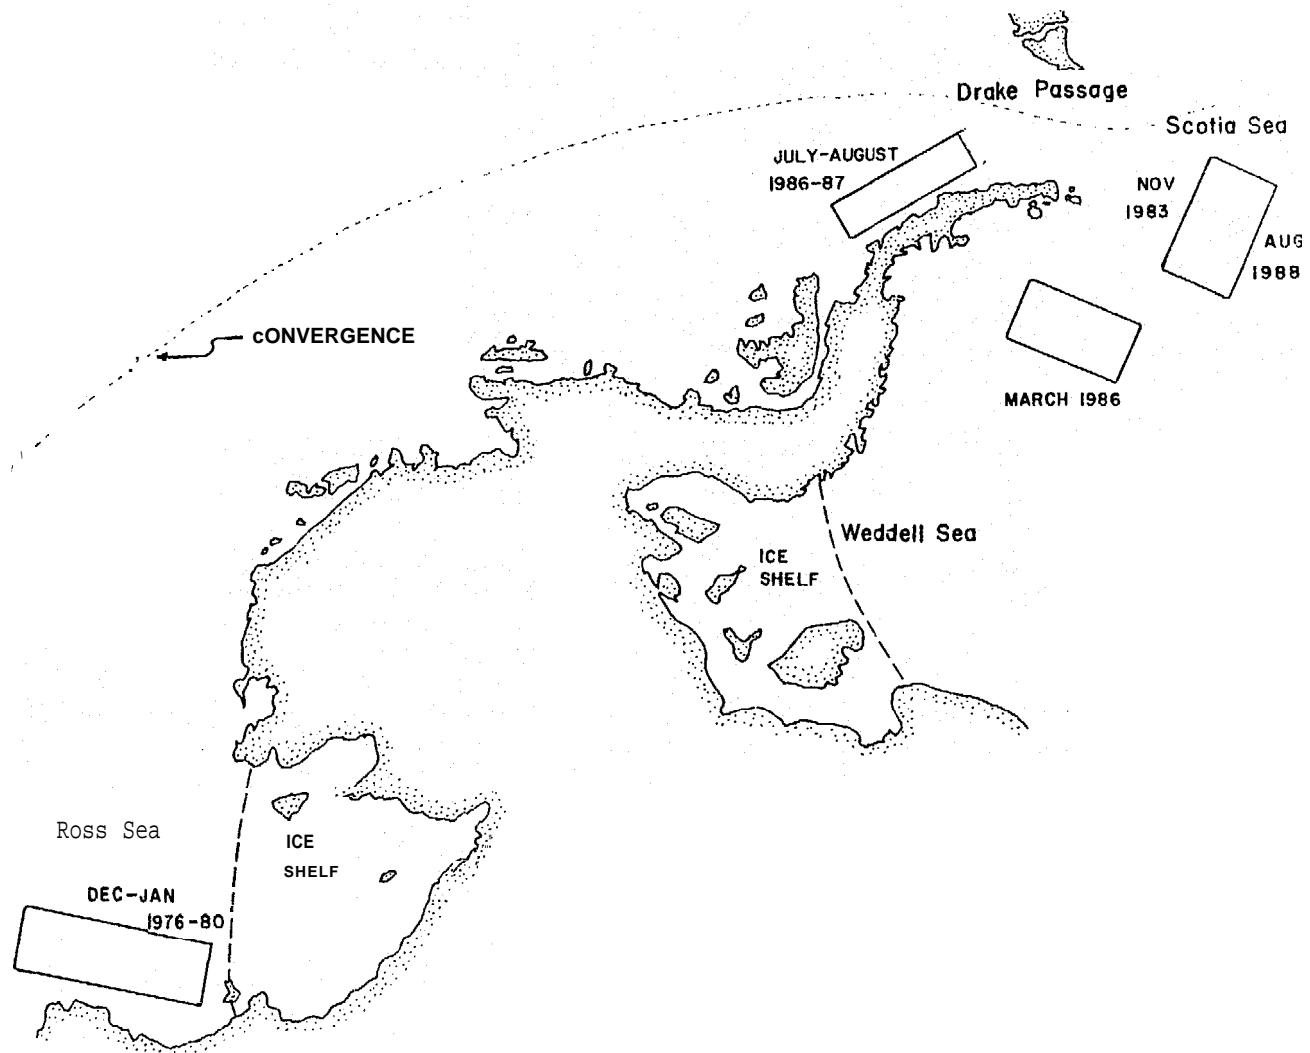 Drake Passage
Scotia Sea
JULY-AUGUST
1986-87
NOV
1983
AUG
1988
cONVERGENCE
MARCH 1986
Weddell Sea
ICE
SHELF
Ross Sea
ICE
SHELF
DEC-JAN
1976-80